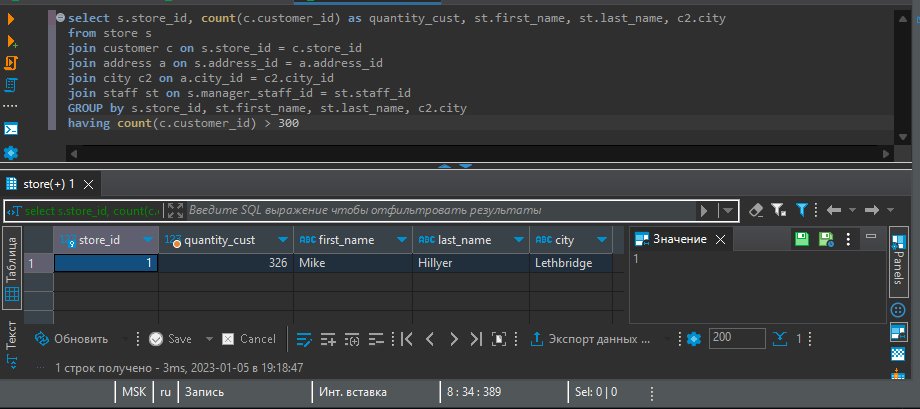 select s.store_id, count(c.customer_id) as quantity_cust, st.first_name, st.last_name, c2.city
from store s
join customer c on s.store_id = c.store_id
join address a on s.address_id = a.address_id
join city c2 on a.city_id = c2.city_id
join staff st on s.manager_staff_id = st.staff_id
GROUP by s.store_id, st.first_name, st.last_name, c2.city
having count(c.customer_id) > 300
store(+) 1
select s.store_id, count(c. Введите SQL выражение чтобы отфильтровать результаты
Таблица
Текст
123 store_id 123 quantity_cust ABC first_name ABC last_name ABC city
1 1 326 Mike Hillyer Lethbridge
Значение
1
Panels
Обновить Save Cancel Экспорт данных ... 200 1
1 строк получено - 3ms, 2023-01-05 в 19:18:47
MSK ru Запись Инт. вставка 8 : 34 : 389 Sel: 0 | 0